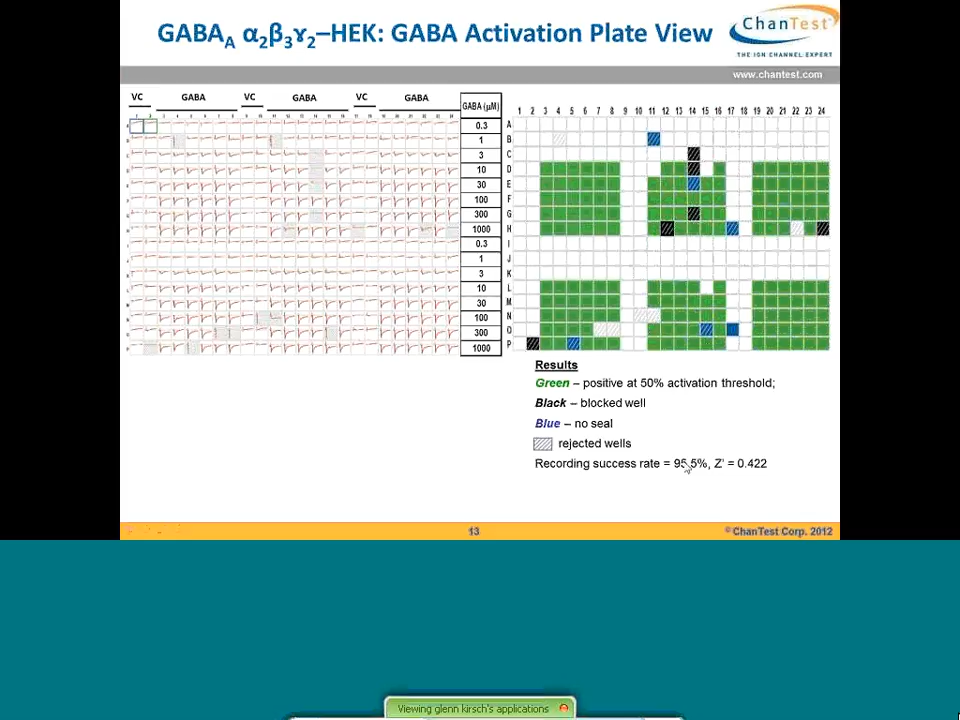 GABAA α2β3ɤ2–HEK: GABA Activation Plate View
ChanTest
THE ION CHANNEL EXPERT
www.chantest.com
VC GABA VC GABA VC GABA
GABA (µM)
0.3
1
3
10
30
100
300
1000
0.3
1
3
10
30
100
300
1000
1 2 3 4 5 6 7 8 9 10 11 12 13 14 15 16 17 18 19 20 21 22 23 24
A
B
C
D
E
F
G
H
I
J
K
L
M
N
O
P
Results
Green – positive at 50% activation threshold;
Black – blocked well
Blue – no seal
rejected wells
Recording success rate = 95.5%, Z' = 0.422
13
© ChanTest Corp. 2012
Viewing glenn kirsch's applications